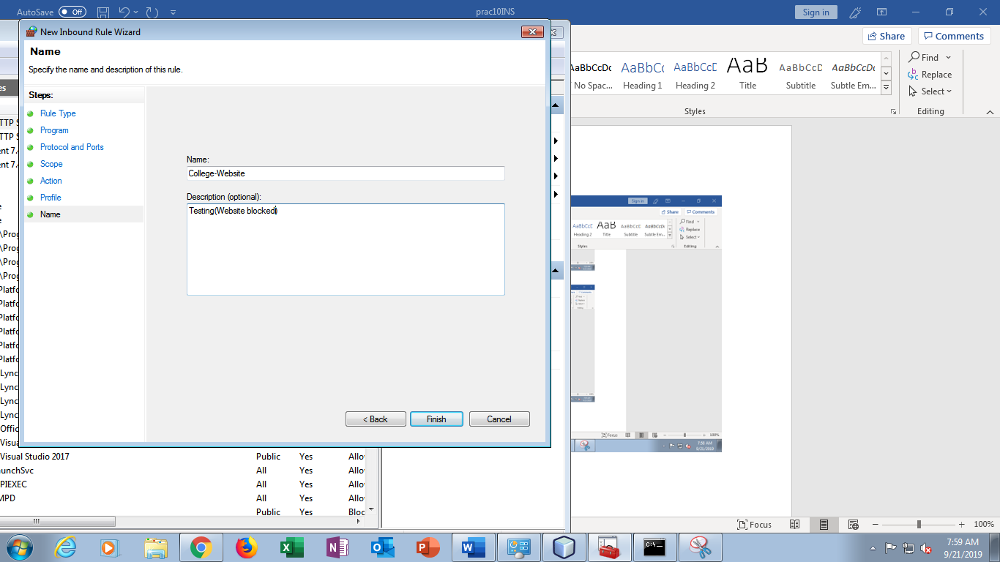 AutoSave Off
prac10INS
Sign in
New Inbound Rule Wizard
Name
Specify the name and description of this rule.
Steps:
Rule Type
Program
Protocol and Ports
Scope
Action
Profile
Name
Name:
College-Website
Description (optional):
Testing(Website blocked)
< Back
Finish
Cancel
es
TTP S
TTP S
ent 7.
ent 7.
e
e
\Prog
\Prog
\Prog
\Prog
Platfo
Platfo
Platfo
Platfo
Platfo
Platfo
Lync
Lync
Lync
Lync
Offic
Visua
Visual Studio 2017 Public Yes Allo
unchSvc All Yes Allo
PIEXEC All Yes Allo
MPD All Yes Allo
Public Yes Bloc
Share
Comments
AaBbCcDc AaBbCc AaBbCcD AaB AaBbCcD AaBbCcDc
No Spac... Heading 1 Heading 2 Title Subtitle Subtle Em...
Styles
Find
Replace
Select
Editing
Sign in
Share Comments
AaBbCcD AaB AaBbCcD AaBbCcDc
Heading 2 Title Subtitle Subtle Em...
Styles
Find
Replace
Select
Editing
Focus
100%
7:58 AM
9/21/2019
Focus
100%
7:59 AM
9/21/2019